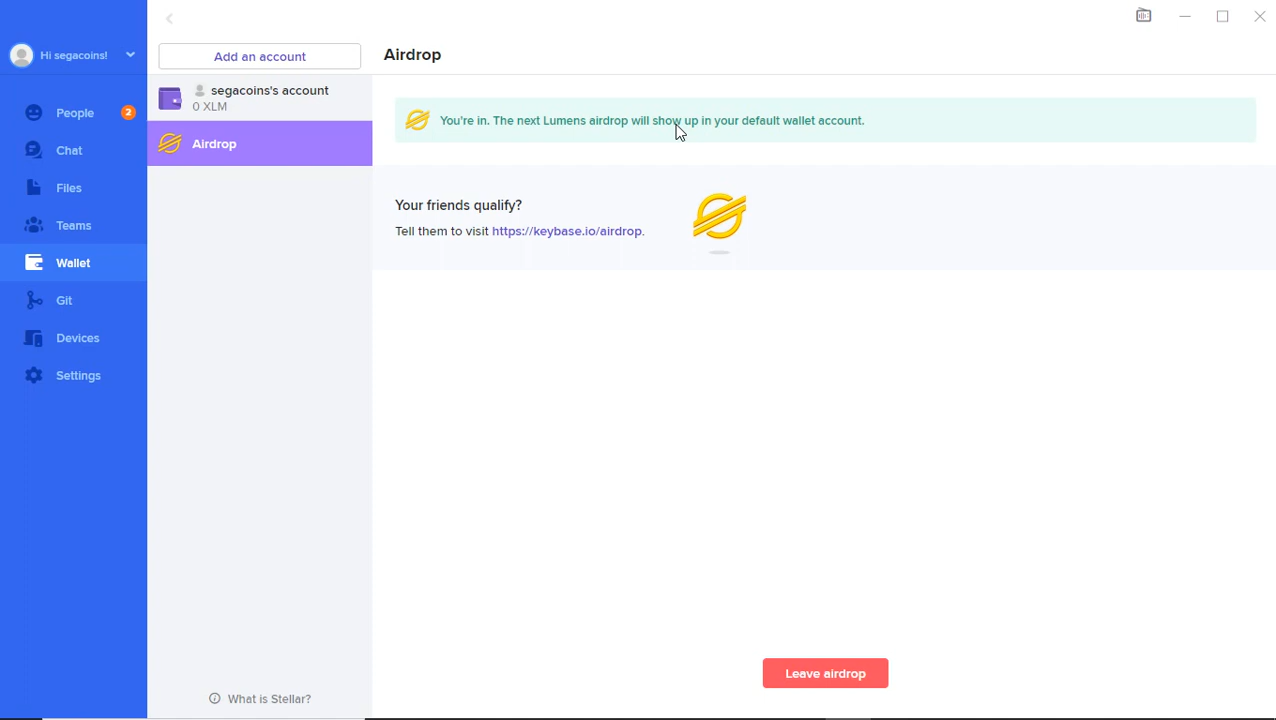 Hi segacoins!
People
2
Chat
Files
Teams
Wallet
Git
Devices
Settings
Add an account
segacoins's account
0 XLM
Airdrop
What is Stellar?
Airdrop
You're in. The next Lumens airdrop will show up in your default wallet account.
Your friends qualify?
Tell them to visit https://keybase.io/airdrop.
Leave airdrop